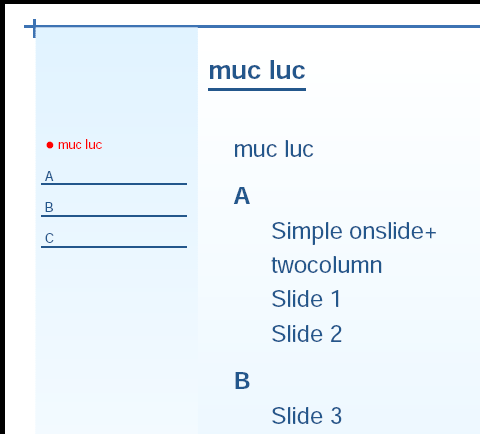 muc luc
A
B
C
muc luc
muc luc
A
Simple onslide+
twocolumn
Slide 1
Slide 2
B
Slide 3